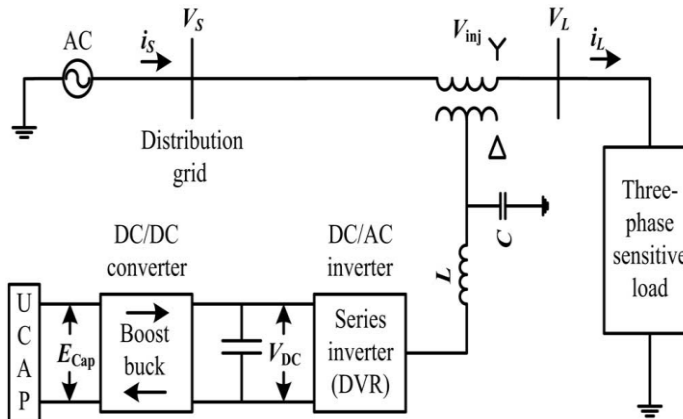 V_S
V_inj
V_L
AC
i_S
i_L
Distribution
grid
Δ
Three-
phase
sensitive
load
C
L
DC/DC
converter
DC/AC
inverter
U
C
A
P
E_Cap
Boost
buck
V_DC
Series
inverter
(DVR)